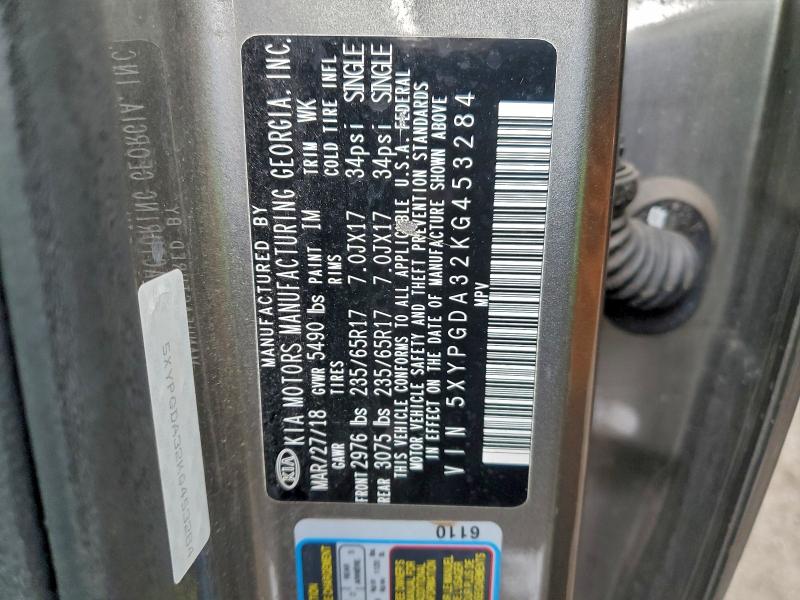 MANUFACTURED BY
KIA KIA MOTORS MANUFACTURING GEORGIA, INC.
MAR/27/18 GVWR 5490 lbs PAINT IM TRIM WK
GAWR TIRES RIMS COLD TIRE INFL
FRONT 2976 lbs 235/65R17 7.0JX17 34psi SINGLE
REAR 3075 lbs 235/65R17 7.0JX17 34psi SINGLE
THIS VEHICLE CONFORMS TO ALL APPLICABLE U.S.A. FEDERAL
MOTOR VEHICLE SAFETY AND THEFT PREVENTION STANDARDS
IN EFFECT ON THE DATE OF MANUFACTURE SHOWN ABOVE
VIN 5XYPGDA32KG453284
MPV
6110